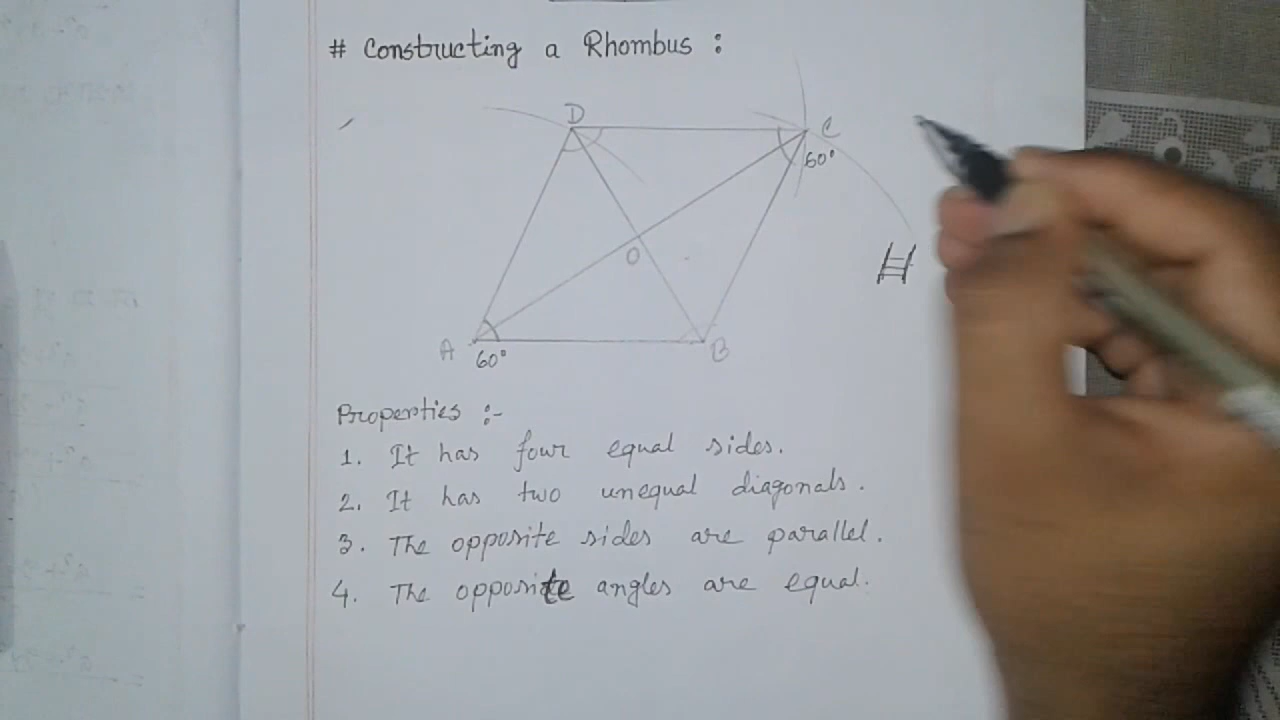 # Constructing a Rhombus :
D
C
60°
O
A
B
60°
Properties :-
1. It has four equal sides.
2. It has two unequal diagonals.
3. The opposite sides are parallel.
4. The opposite angles are equal.